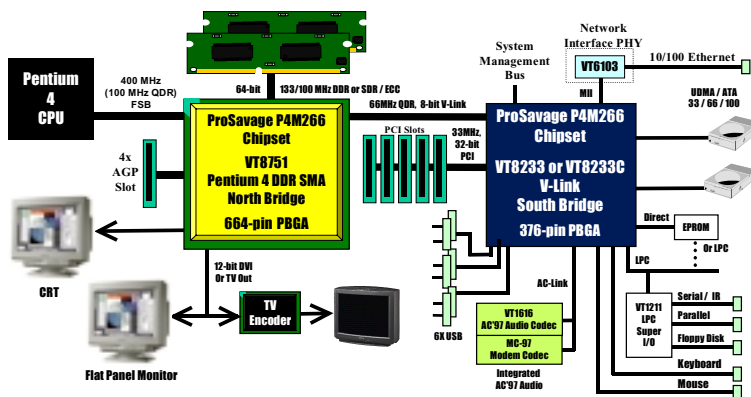 Pentium
4
CPU
400 MHz
(100 MHz QDR)
FSB
64-bit
133/100 MHz DDR or SDR / ECC
ProSavage P4M266
Chipset
VT8751
Pentium 4 DDR SMA
North Bridge
664-pin PBGA
4x
AGP
Slot
CRT
12-bit DVI
Or TV Out
Flat Panel Monitor
TV
Encoder
66MHz QDR, 8-bit V-Link
PCI Slots
33MHz,
32-bit
PCI
System
Management
Bus
Network
Interface PHY
VT6103
MII
10/100 Ethernet
ProSavage P4M266
Chipset
VT8233 or VT8233C
V-Link
South Bridge
376-pin PBGA
UDMA / ATA
33 / 66 / 100
Direct
EPROM
Or LPC
LPC
6X USB
AC-Link
VT1616
AC'97 Audio Codec
MC-97
Modem Codec
Integrated
AC'97 Audio
VT1211
LPC
Super
I/O
Serial / IR
Parallel
Floppy Disk
Keyboard
Mouse